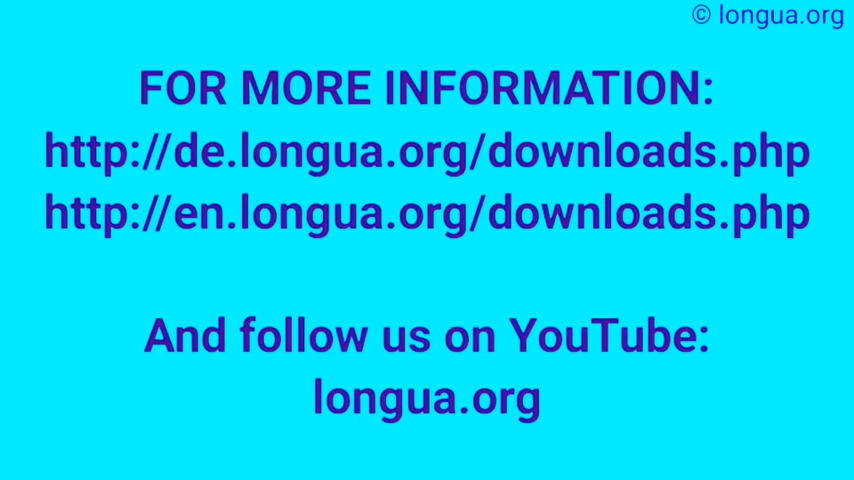 © longua.org
FOR MORE INFORMATION:
http://de.longua.org/downloads.php
http://en.longua.org/downloads.php
And follow us on YouTube:
longua.org